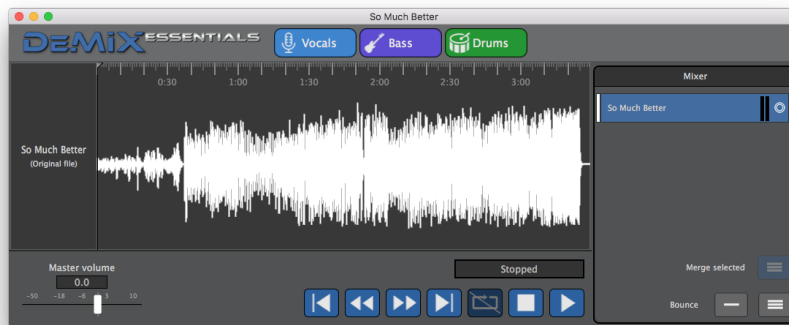 So Much Better
DeMiX ESSENTIALS
Vocals
Bass
Drums
0:30 1:00 1:30 2:00 2:30 3:00
Mixer
So Much Better
So Much Better
(Original file)
Stopped
Master volume
0.0
-50 -18 -6 3 10
Merge selected
Bounce